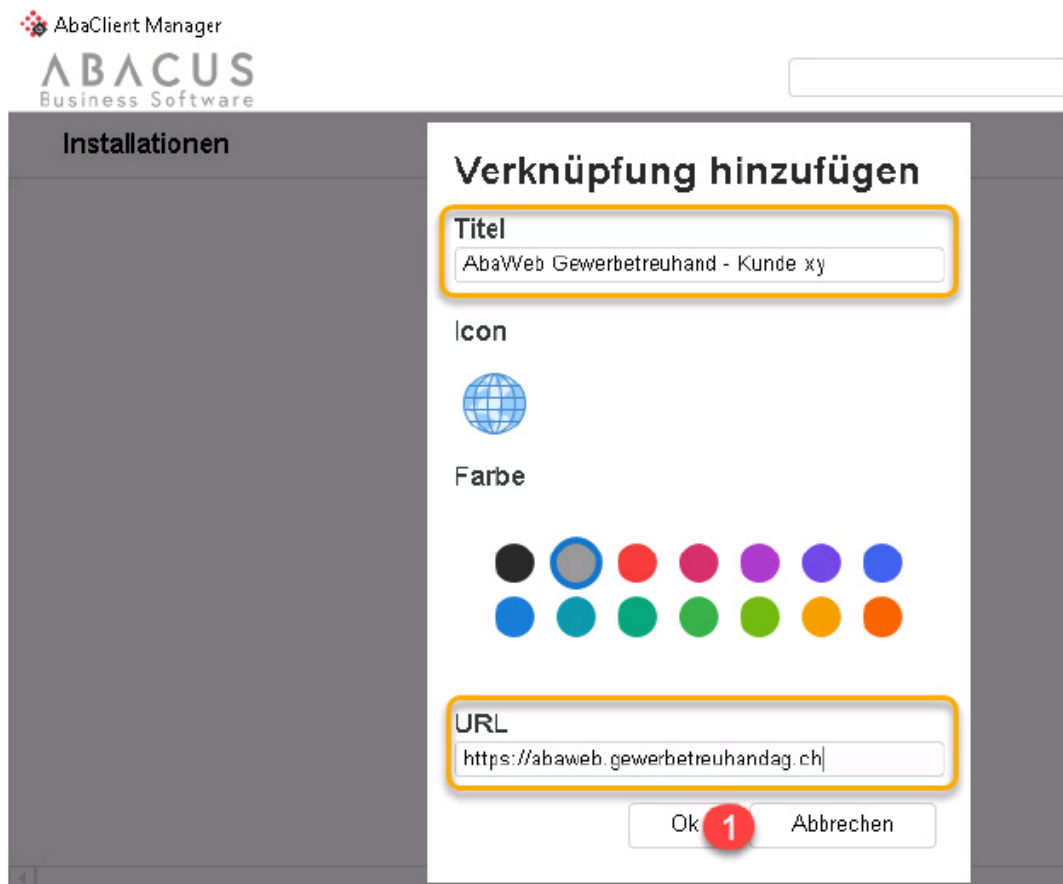 AbaClient Manager
ABACUS
Business Software
Installationen
Verknüpfung hinzufügen
Titel
AbaWeb Gewerbetreuhand - Kunde xy
Icon
Farbe
URL
https://abaweb.gewerbetreuhandag.ch
Ok 1 Abbrechen